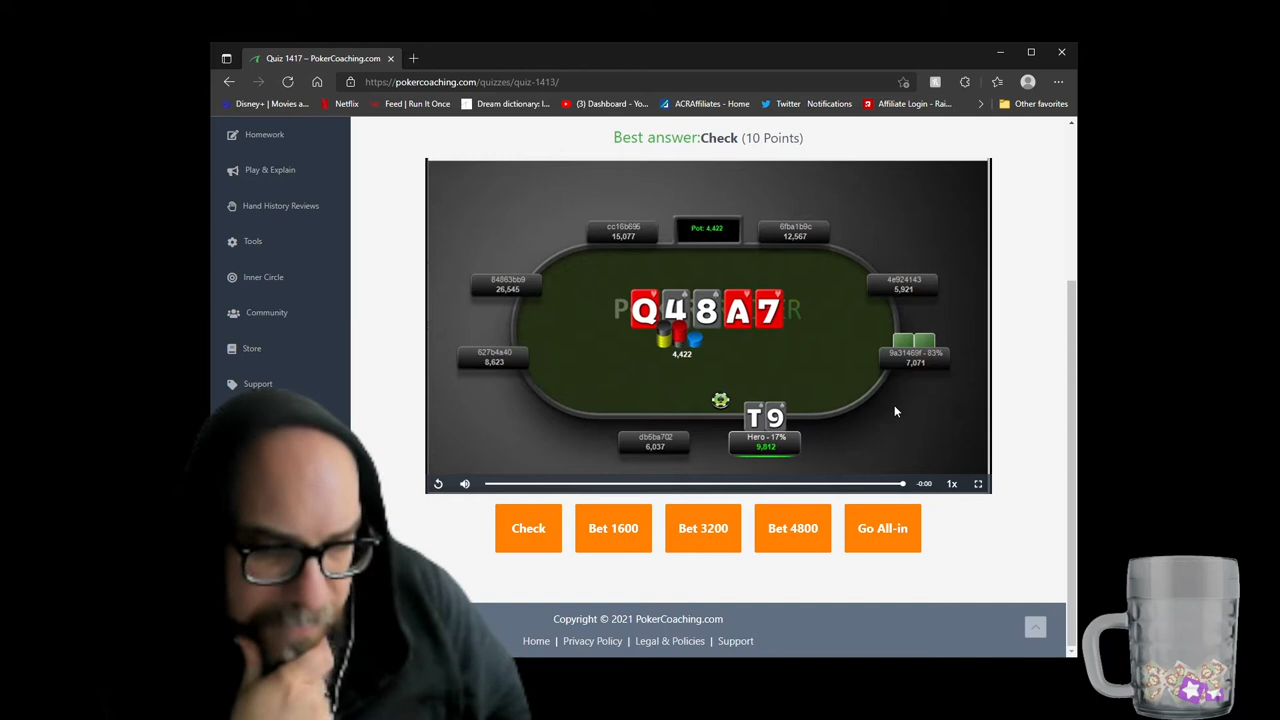 Quiz 1417 – PokerCoaching.com
https://pokercoaching.com/quizzes/quiz-1413/
Disney+ | Movies a...
Netflix
Feed | Run It Once
Dream dictionary: I...
(3) Dashboard - Yo...
ACRAffiliates - Home
Twitter
Notifications
Affiliate Login - Rai...
Other favorites
Homework
Play & Explain
Hand History Reviews
Tools
Inner Circle
Community
Store
Support
Best answer:Check (10 Points)
cc16b695
15,077
Pot: 4,422
6fba1b9c
12,567
84863bb9
26,545
4e924143
5,921
Q 4 8 A 7
4,422
627b4a40
8,623
9a31469f - 83%
7,071
T 9
db5ba702
6,037
Hero - 17%
9,012
-0:00
1x
Check
Bet 1600
Bet 3200
Bet 4800
Go All-in
Copyright © 2021 PokerCoaching.com
Home | Privacy Policy | Legal & Policies | Support